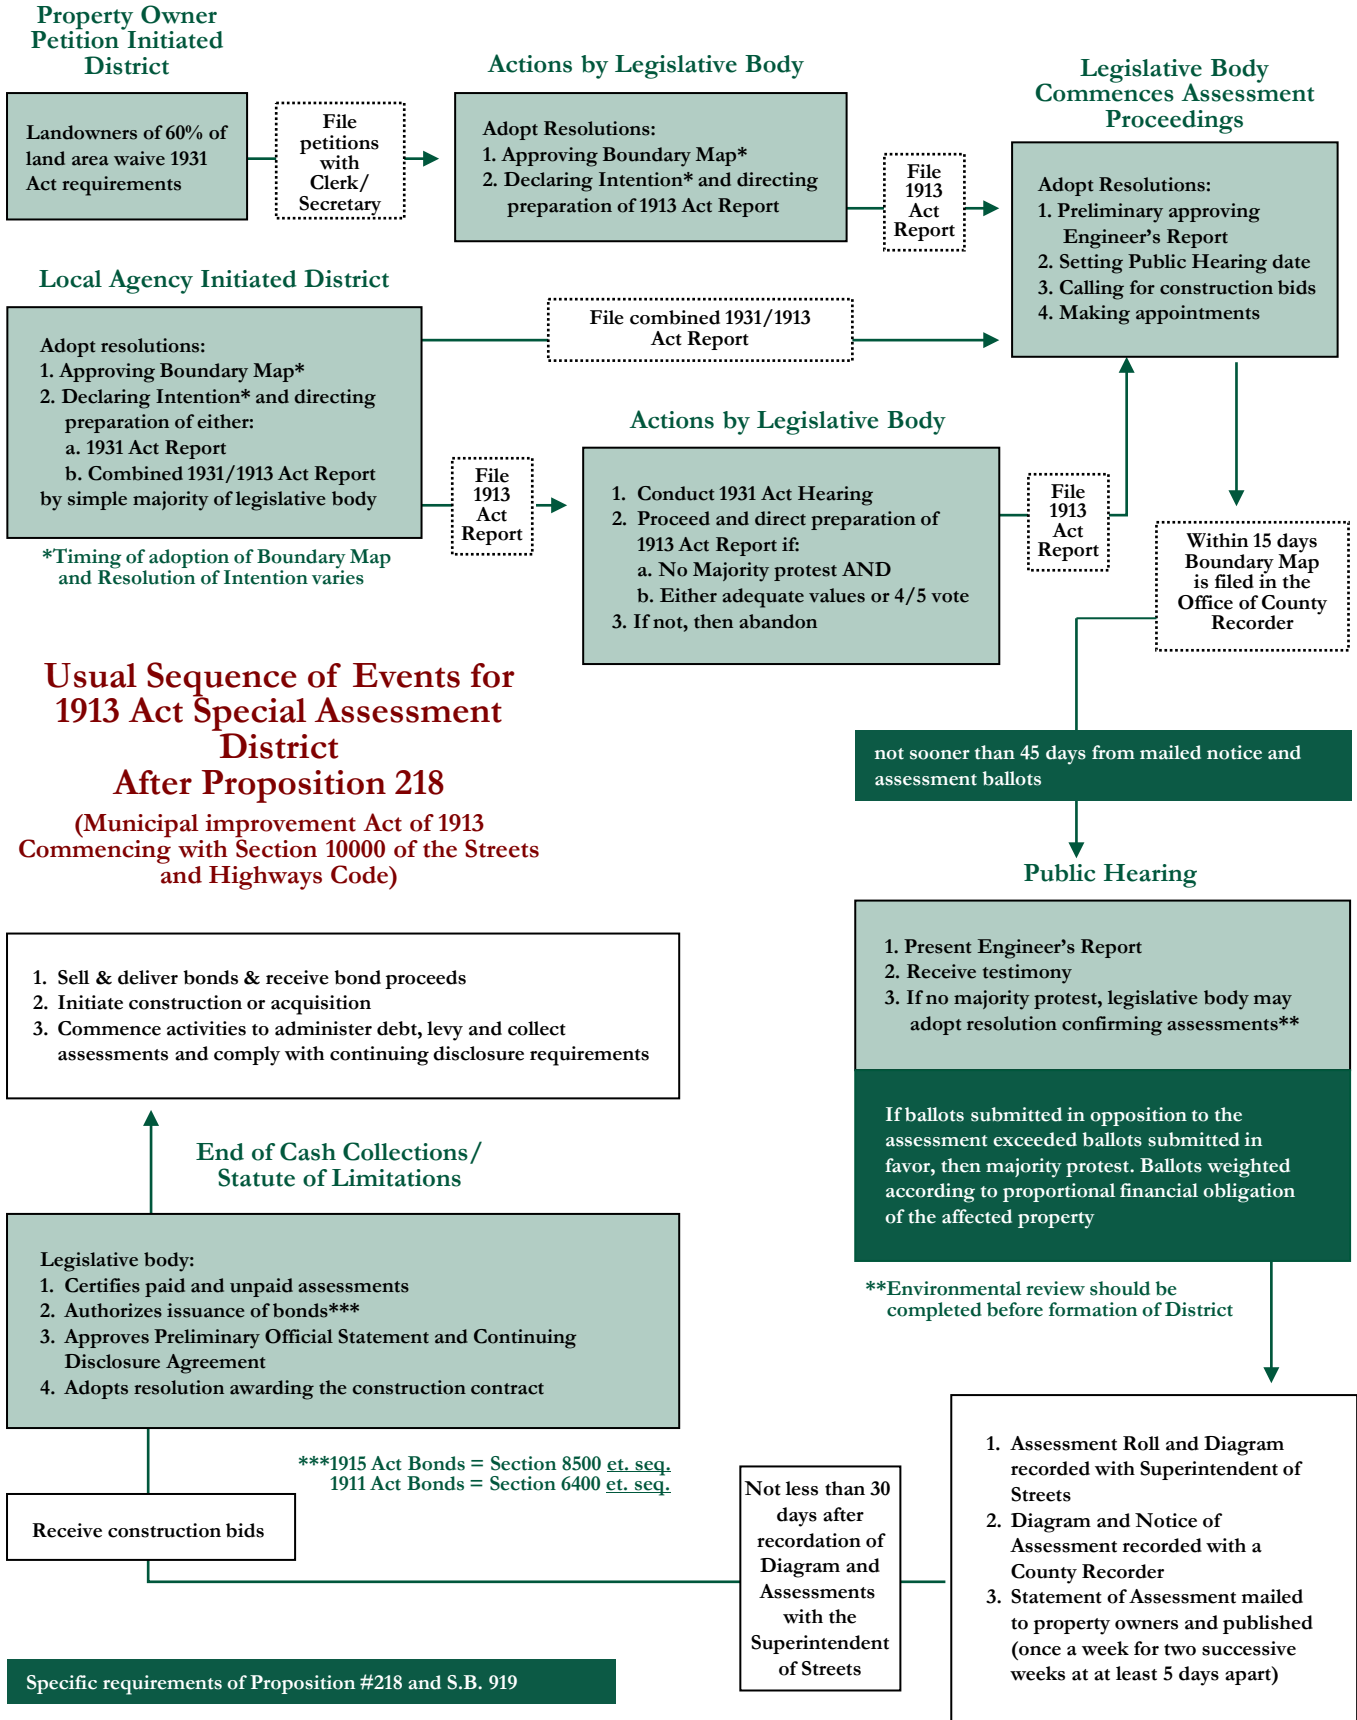 Property Owner
Petition Initiated
District
Landowners of 60% of
land area waive 1931
Act requirements
File
petitions
with
Clerk/
Secretary
Actions by Legislative Body
Adopt Resolutions:
1. Approving Boundary Map*
2. Declaring Intention* and directing
preparation of 1913 Act Report
File
1913
Act
Report
Legislative Body
Commences Assessment
Proceedings
Adopt Resolutions:
1. Preliminary approving
Engineer’s Report
2. Setting Public Hearing date
3. Calling for construction bids
4. Making appointments
Local Agency Initiated District
Adopt resolutions:
1. Approving Boundary Map*
2. Declaring Intention* and directing
preparation of either:
a. 1931 Act Report
b. Combined 1931/1913 Act Report
by simple majority of legislative body
*Timing of adoption of Boundary Map
and Resolution of Intention varies
File combined 1931/1913
Act Report
File
1913
Act
Report
Actions by Legislative Body
1. Conduct 1931 Act Hearing
2. Proceed and direct preparation of
1913 Act Report if:
a. No Majority protest AND
b. Either adequate values or 4/5 vote
3. If not, then abandon
File
1913
Act
Report
Within 15 days
Boundary Map
is filed in the
Office of County
Recorder
Usual Sequence of Events for
1913 Act Special Assessment
District
After Proposition 218
(Municipal improvement Act of 1913
Commencing with Section 10000 of the Streets
and Highways Code)
not sooner than 45 days from mailed notice and
assessment ballots
Public Hearing
1. Present Engineer’s Report
2. Receive testimony
3. If no majority protest, legislative body may
adopt resolution confirming assessments**
If ballots submitted in opposition to the
assessment exceeded ballots submitted in
favor, then majority protest. Ballots weighted
according to proportional financial obligation
of the affected property
**Environmental review should be
completed before formation of District
1. Assessment Roll and Diagram
recorded with Superintendent of
Streets
2. Diagram and Notice of
Assessment recorded with a
County Recorder
3. Statement of Assessment mailed
to property owners and published
(once a week for two successive
weeks at at least 5 days apart)
Not less than 30
days after
recordation of
Diagram and
Assessments
with the
Superintendent
of Streets
1. Sell & deliver bonds & receive bond proceeds
2. Initiate construction or acquisition
3. Commence activities to administer debt, levy and collect
assessments and comply with continuing disclosure requirements
End of Cash Collections/
Statute of Limitations
Legislative body:
1. Certifies paid and unpaid assessments
2. Authorizes issuance of bonds***
3. Approves Preliminary Official Statement and Continuing
Disclosure Agreement
4. Adopts resolution awarding the construction contract
***1915 Act Bonds = Section 8500 et. seq.
1911 Act Bonds = Section 6400 et. seq.
Receive construction bids
Specific requirements of Proposition #218 and S.B. 919